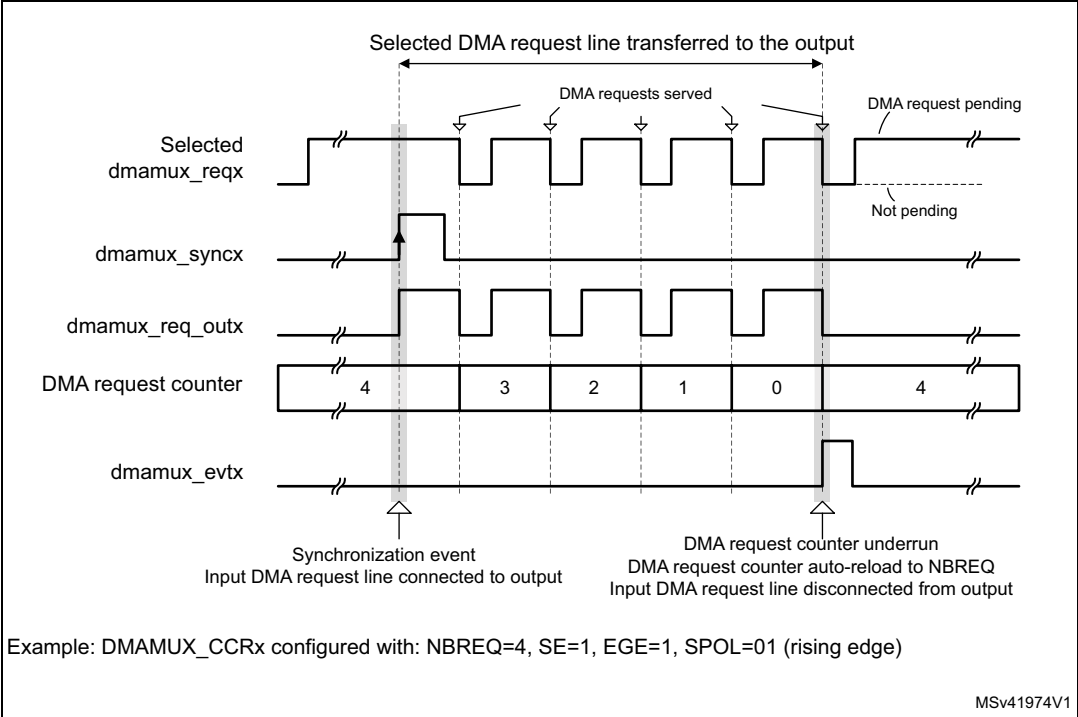 Selected DMA request line transferred to the output
DMA requests served
DMA request pending
Selected
dmamux_reqx
Not pending
dmamux_syncx
dmamux_req_outx
DMA request counter
4
3
2
1
0
4
dmamux_evtx
Synchronization event
Input DMA request line connected to output
DMA request counter underrun
DMA request counter auto-reload to NBREQ
Input DMA request line disconnected from output
Example: DMAMUX_CCRx configured with: NBREQ=4, SE=1, EGE=1, SPOL=01 (rising edge)
MSv41974V1